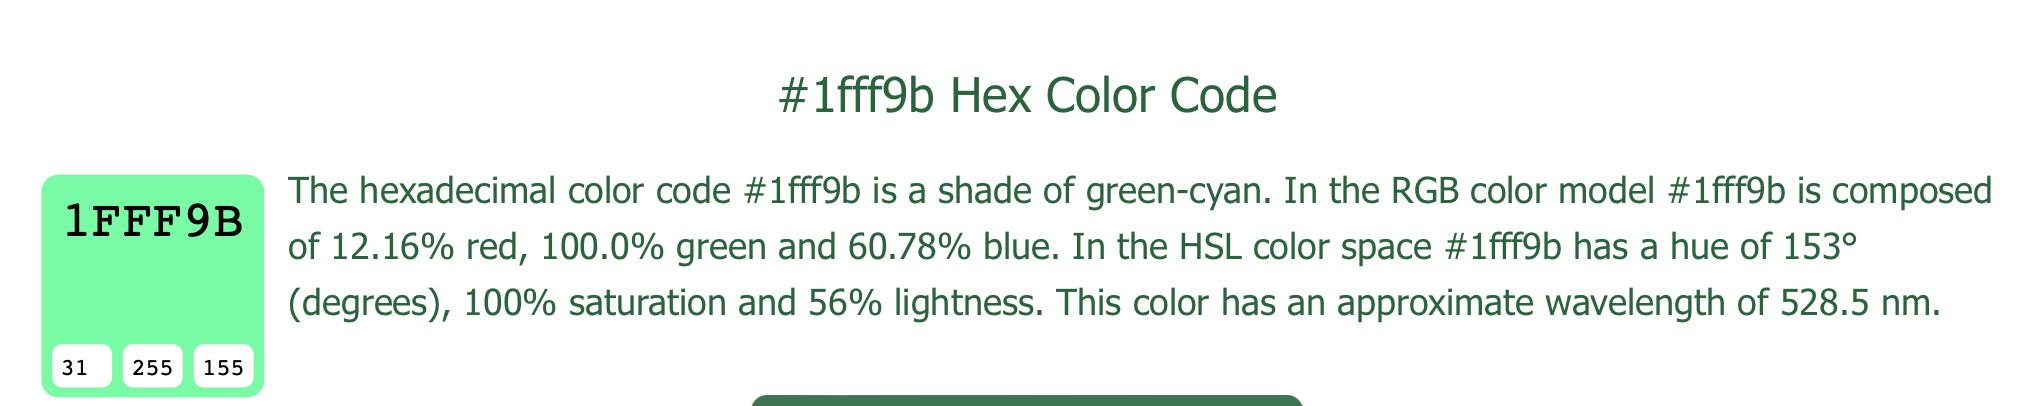 #1fff9b Hex Color Code
1FFF9B
31 255 155
The hexadecimal color code #1fff9b is a shade of green-cyan. In the RGB color model #1fff9b is composed
of 12.16% red, 100.0% green and 60.78% blue. In the HSL color space #1fff9b has a hue of 153°
(degrees), 100% saturation and 56% lightness. This color has an approximate wavelength of 528.5 nm.